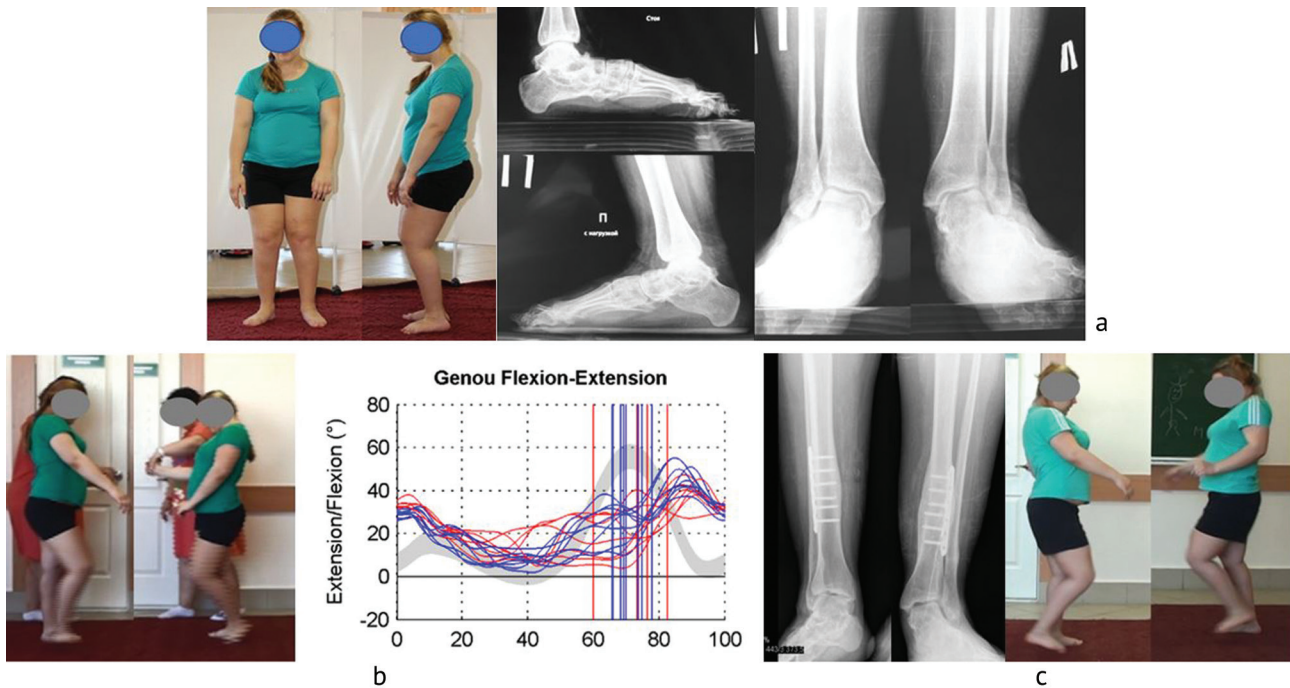 Стоя
П
с нагрузкой
a
Genou Flexion-Extension
Extension/Flexion (°)
80
60
40
20
0
-20
0 20 40 60 80 100
b
c